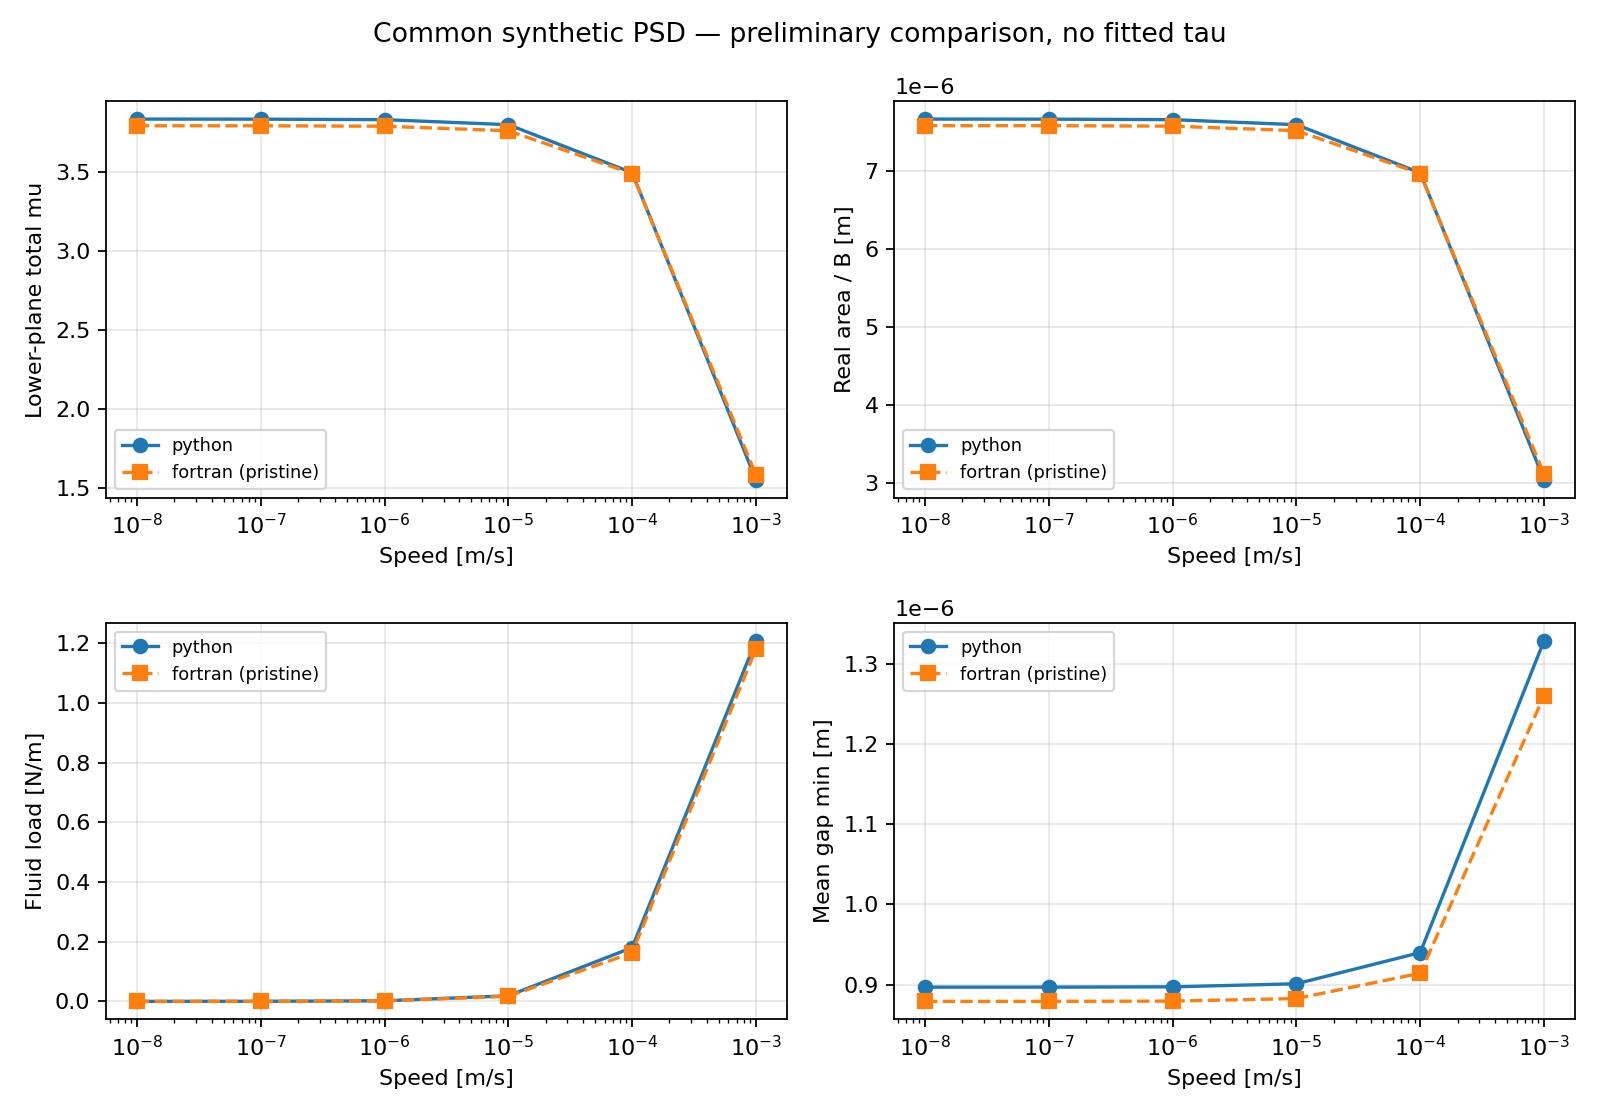 Common synthetic PSD — preliminary comparison, no fitted tau
Lower-plane total mu
3.5
3.0
2.5
2.0
1.5
python
fortran (pristine)
10⁻⁸ 10⁻⁷ 10⁻⁶ 10⁻⁵ 10⁻⁴ 10⁻³
Speed [m/s]
1e−6
Real area / B [m]
7
6
5
4
3
python
fortran (pristine)
10⁻⁸ 10⁻⁷ 10⁻⁶ 10⁻⁵ 10⁻⁴ 10⁻³
Speed [m/s]
Fluid load [N/m]
1.2
1.0
0.8
0.6
0.4
0.2
0.0
python
fortran (pristine)
10⁻⁸ 10⁻⁷ 10⁻⁶ 10⁻⁵ 10⁻⁴ 10⁻³
Speed [m/s]
1e−6
Mean gap min [m]
1.3
1.2
1.1
1.0
0.9
python
fortran (pristine)
10⁻⁸ 10⁻⁷ 10⁻⁶ 10⁻⁵ 10⁻⁴ 10⁻³
Speed [m/s]